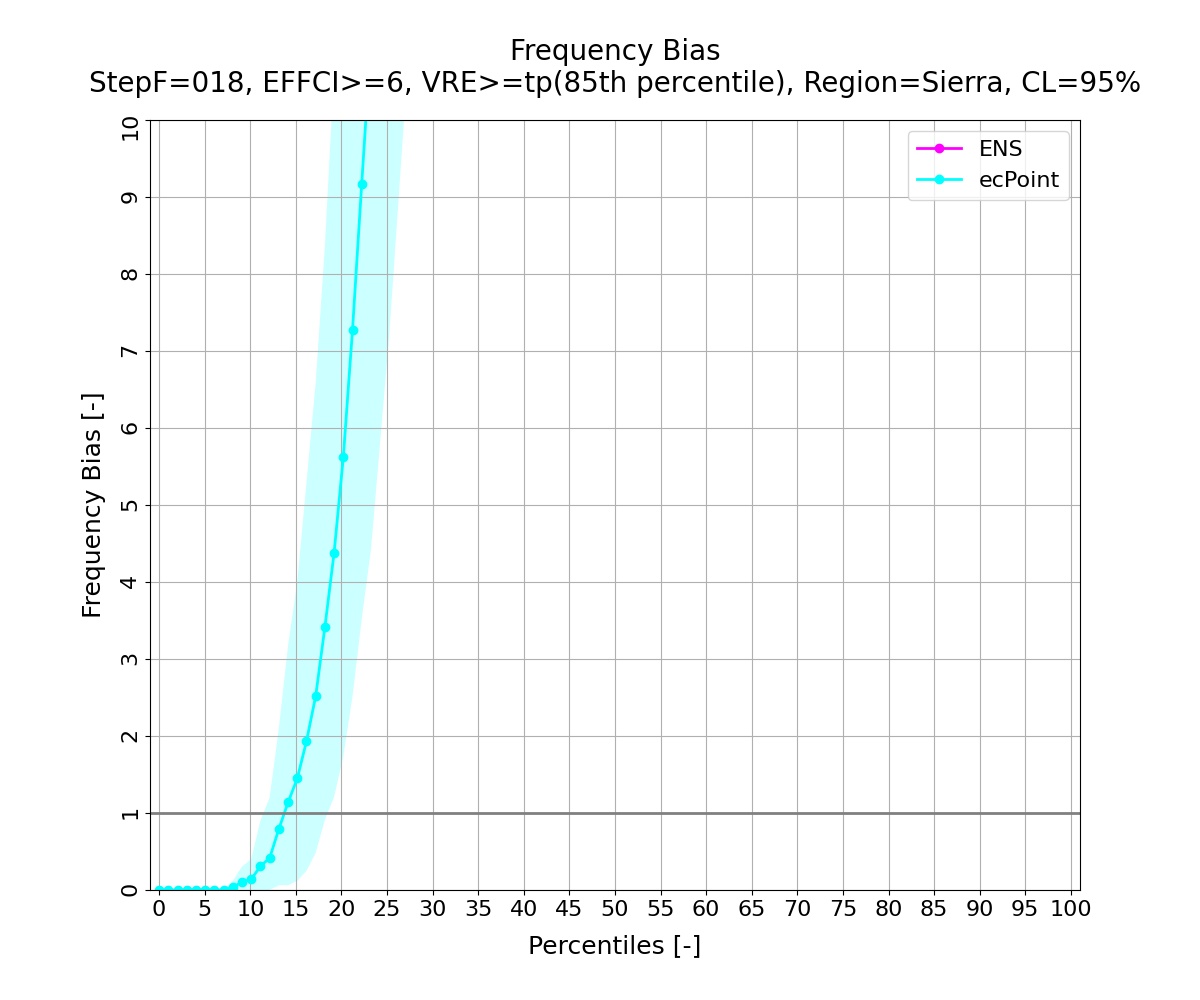 Frequency Bias
StepF=018, EFFCI>=6, VRE>=tp(85th percentile), Region=Sierra, CL=95%
ENS
ecPoint
Frequency Bias [-]
10
9
8
7
6
5
4
3
2
1
0
0 5 10 15 20 25 30 35 40 45 50 55 60 65 70 75 80 85 90 95 100
Percentiles [-]